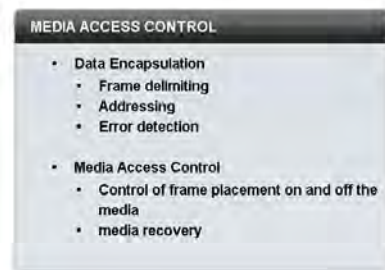 MEDIA ACCESS CONTROL
• Data Encapsulation
• Frame delimiting
• Addressing
• Error detection
• Media Access Control
• Control of frame placement on and off the
media
• media recovery